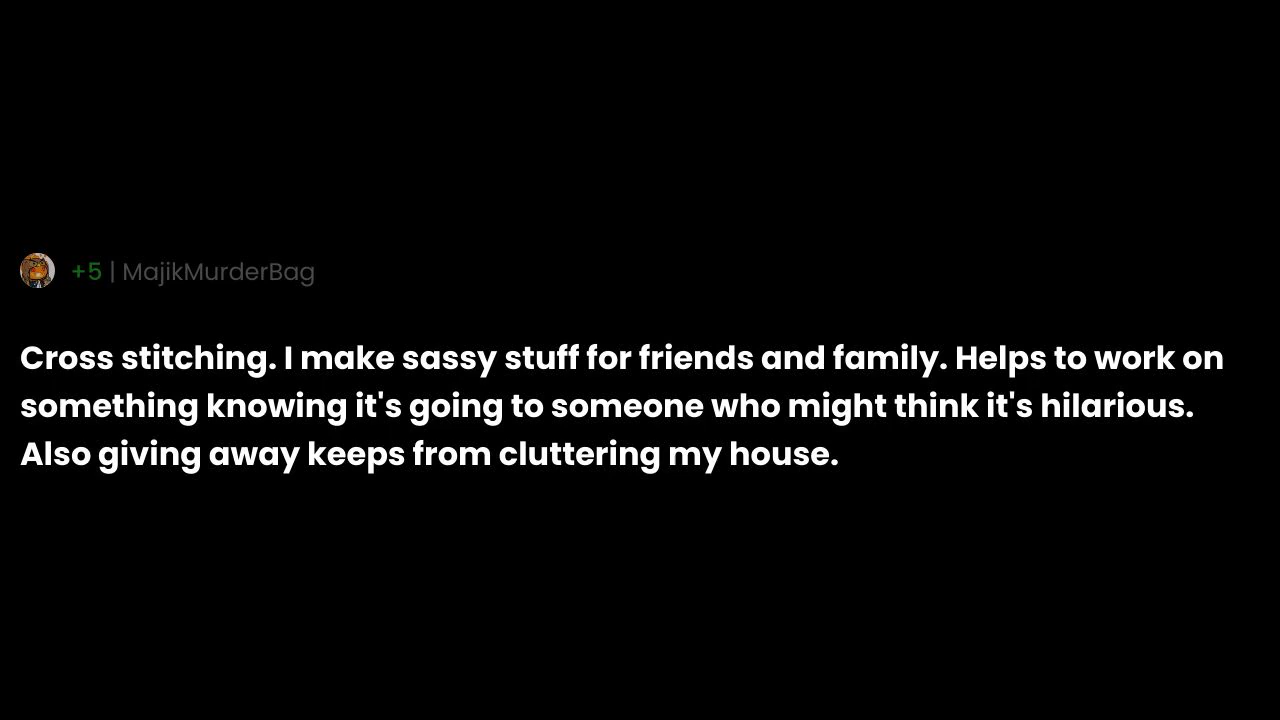 +5 | MajikMurderBag
Cross stitching. I make sassy stuff for friends and family. Helps to work on
something knowing it's going to someone who might think it's hilarious.
Also giving away keeps from cluttering my house.